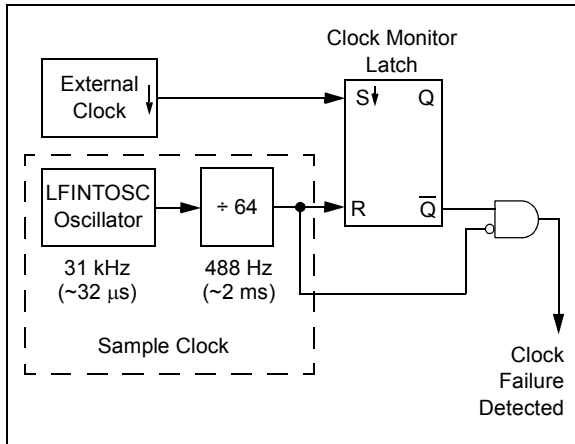 Clock Monitor
Latch
External
Clock
S
Q
LFINTOSC
Oscillator
÷ 64
R
Q̅
31 kHz
(~32 μs)
488 Hz
(~2 ms)
Sample Clock
Clock
Failure
Detected